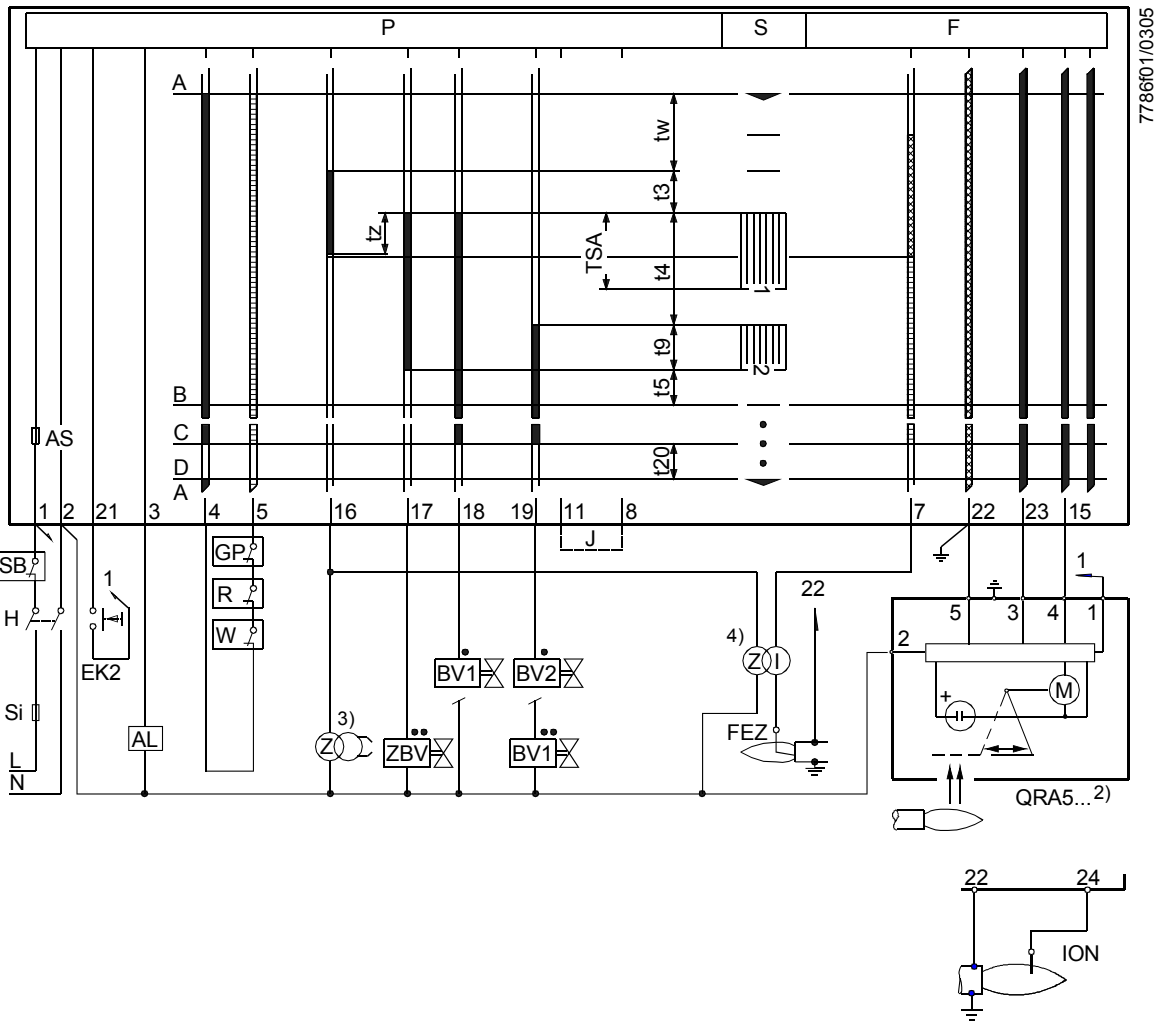 P S F
7786f01/0305
A
tw
t3
tz
TSA
t4
1
t9
2
t5
B
AS
C
t20
D
A
1 2 21 3 4 5 16 17 18 19 11 8 7 22 23 15
J
SB
GP
1
1
R
22
H
W
5 3 4 1
2
4)
EK2
BV1
BV2
Z I
M
+
Si
3)
FEZ
AL
Z
ZBV
BV1
L
N
QRA5... 2)
22 24
ION